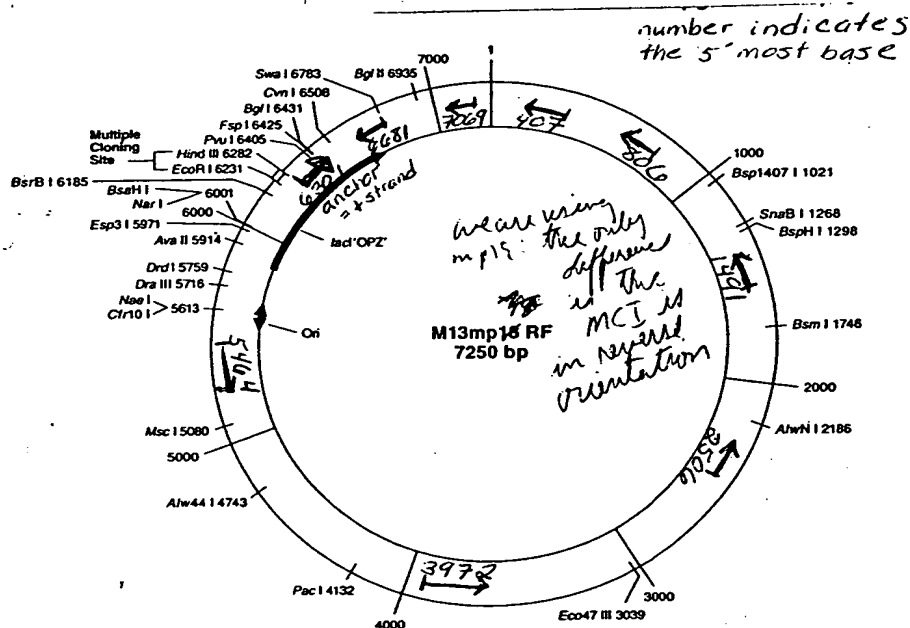 number indicates
the 5' most base
1
7000
Bgl II 6935
Swa I 6783
Cvn I 6508
Bgl I 6431
Fsp I 6425
Pvu I 6405
Multiple
Cloning
Site
Hind III 6282
EcoR I 6231
BsrB I 6185
BsaH I
Nar I
6001
6000
Esp3 I 5971
Ava II 5914
Drd I 5759
Dra III 5716
Nae I
Cfr10 I
5613
Ori
lacI'OPZ'
anchor
= + strand
7069
407
806
1000
Bsp1407 I 1021
SnaB I 1268
BspH I 1298
Bsm I 1746
2000
AlwN I 2186
2506
3000
Eco47 III 3039
3972
4000
Pac I 4132
Alw44 I 4743
5000
Msc I 5080
5464
we are using
mp19: the only
difference
is the
M13mp18 RF
7250 bp
MCI is
in reverse
orientation